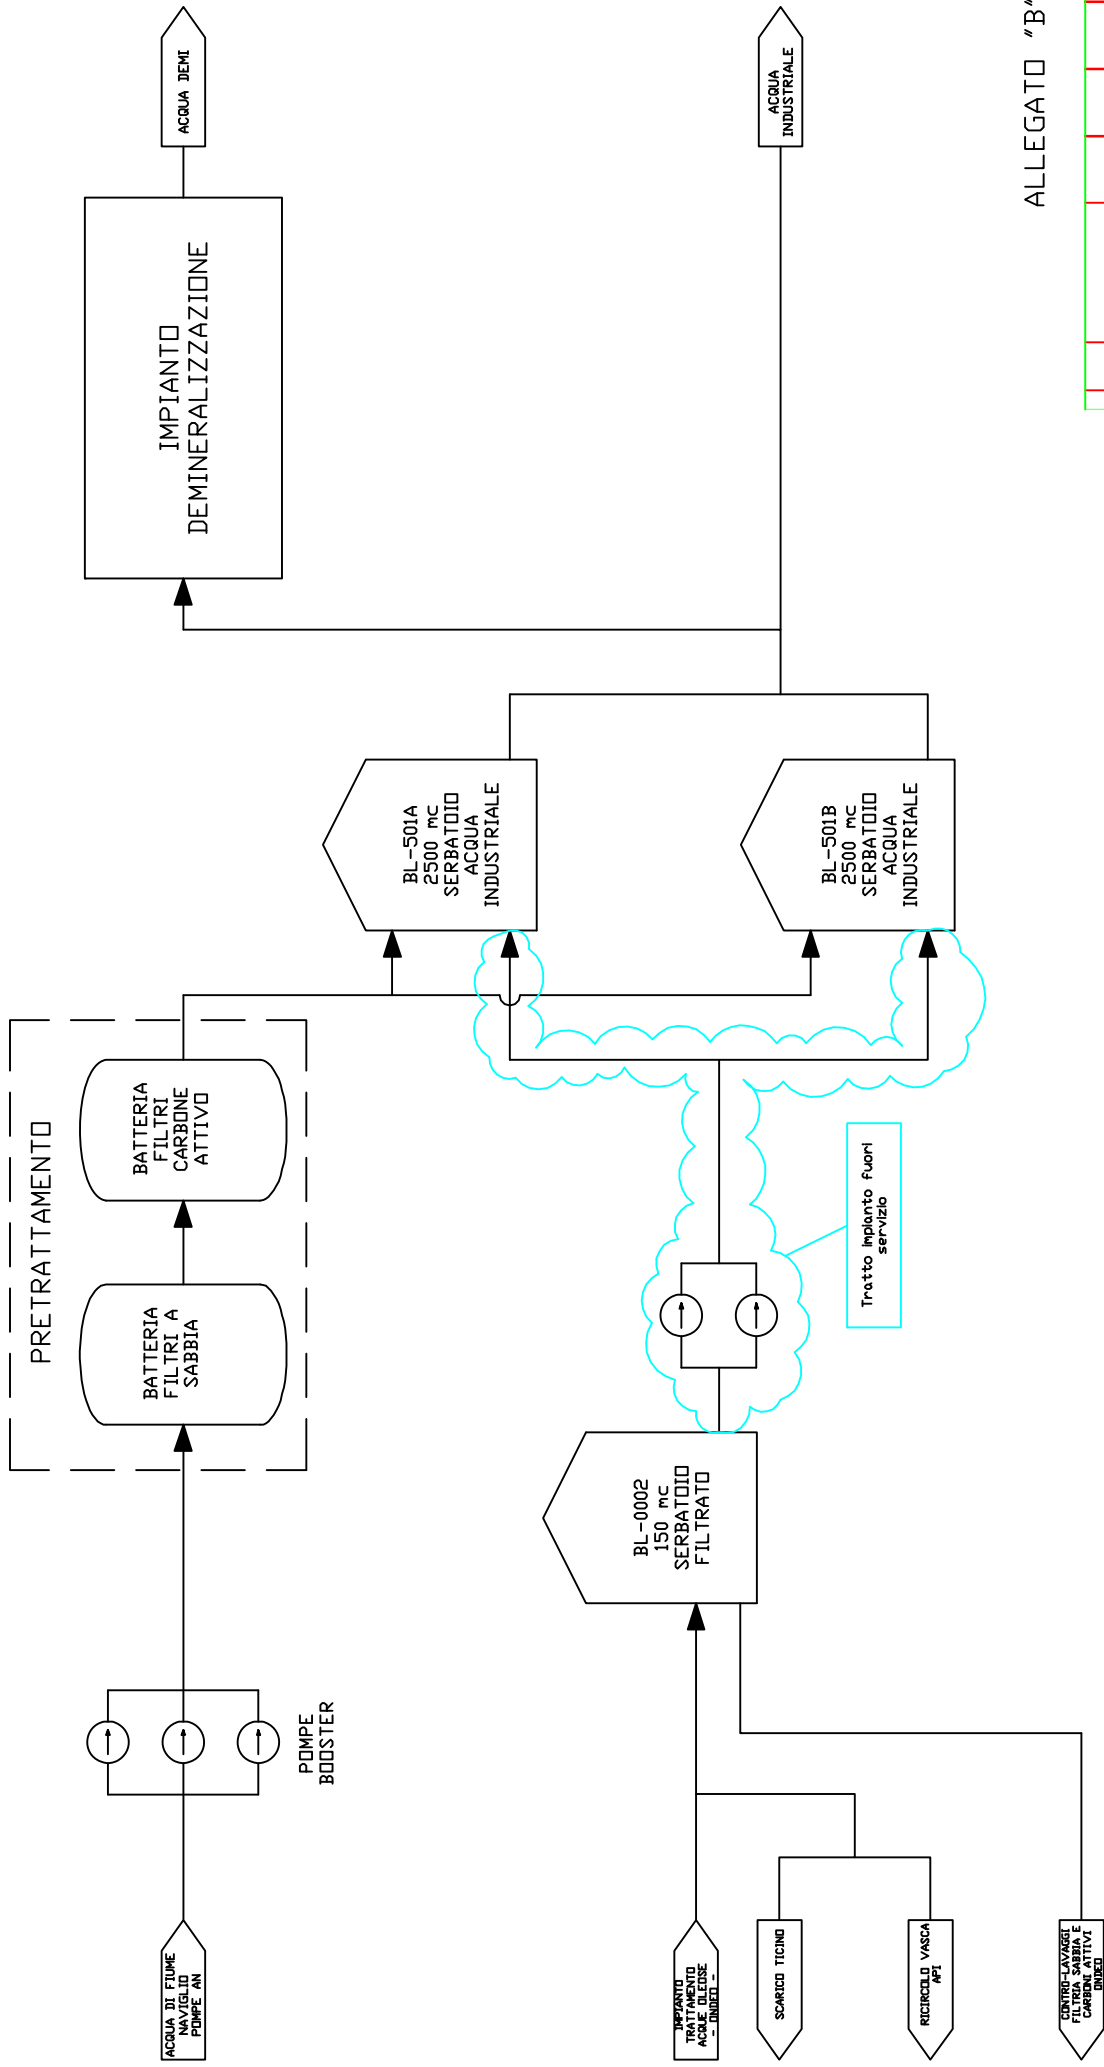 ACQUA DI FIUME
NAVIGLIO
POMPE AN
POMPE
BOOSTER
PRETRATTAMENTO
BATTERIA
FILTRI A
SABBIA
BATTERIA
FILTRI
CARBONE
ATTIVO
IMPIANTO
DEMINERALIZZAZIONE
ACQUA DEMI
BL-501A
2500 mc
SERBATOIO
ACQUA
INDUSTRIALE
BL-501B
2500 mc
SERBATOIO
ACQUA
INDUSTRIALE
ACQUA
INDUSTRIALE
IMPIANTO
TRATTAMENTO
ACQUE OLEOSE
- ONDEO -
SCARICO TICINO
RICIRCOLO VASCA
API
CONTRO-LAVAGGI
FILTRIA SABBIA E
CARBONI ATTIVI
ONDEO
BL-0002
150 mc
SERBATOIO
FILTRATO
Tratto impianto fuori
servizio
ALLEGATO "B"